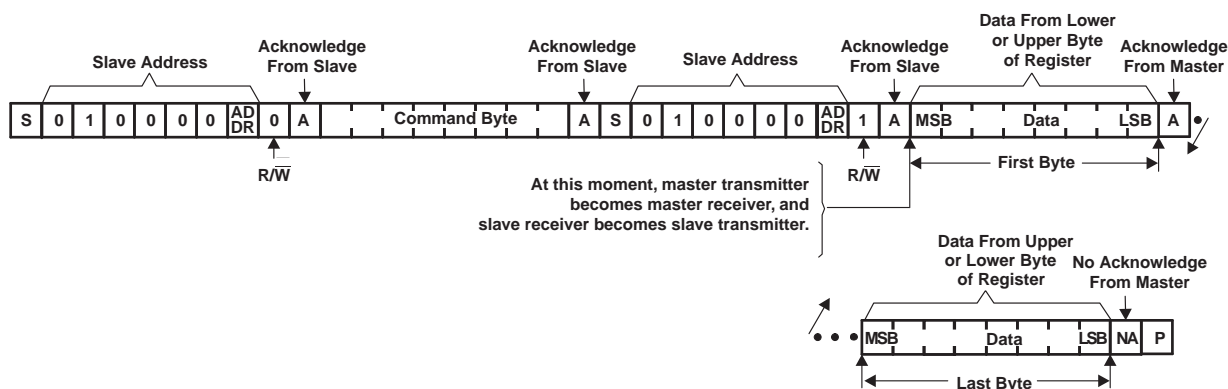 Slave Address
Acknowledge
From Slave
Acknowledge
From Slave
Slave Address
Acknowledge
From Slave
Data From Lower
or Upper Byte
of Register
Acknowledge
From Master
S 0 1 0 0 0 0 AD DR 0 A Command Byte A S 0 1 0 0 0 0 AD DR 1 A MSB Data LSB A
R/W
R/W
First Byte
At this moment, master transmitter
becomes master receiver, and
slave receiver becomes slave transmitter.
Data From Upper
or Lower Byte
of Register
No Acknowledge
From Master
MSB Data LSB NA P
Last Byte